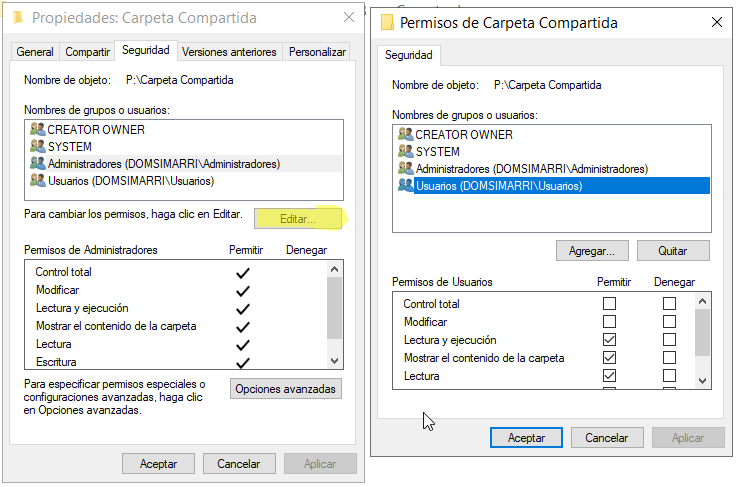 Propiedades: Carpeta Compartida
General Compartir Seguridad Versiones anteriores Personalizar
Nombre de objeto: P:\Carpeta Compartida
Nombres de grupos o usuarios:
CREATOR OWNER
SYSTEM
Administradores (DOMSIMARRI\Administradores)
Usuarios (DOMSIMARRI\Usuarios)
Para cambiar los permisos, haga clic en Editar.
Editar...
Permisos de Administradores Permitir Denegar
Control total
Modificar
Lectura y ejecución
Mostrar el contenido de la carpeta
Lectura
Escritura
Para especificar permisos especiales o
configuraciones avanzadas, haga clic
en Opciones avanzadas.
Opciones avanzadas
Aceptar Cancelar Aplicar
Permisos de Carpeta Compartida
Seguridad
Nombre de objeto: P:\Carpeta Compartida
Nombres de grupos o usuarios:
CREATOR OWNER
SYSTEM
Administradores (DOMSIMARRI\Administradores)
Usuarios (DOMSIMARRI\Usuarios)
Agregar... Quitar
Permisos de Usuarios Permitir Denegar
Control total
Modificar
Lectura y ejecución
Mostrar el contenido de la carpeta
Lectura
Aceptar Cancelar Aplicar